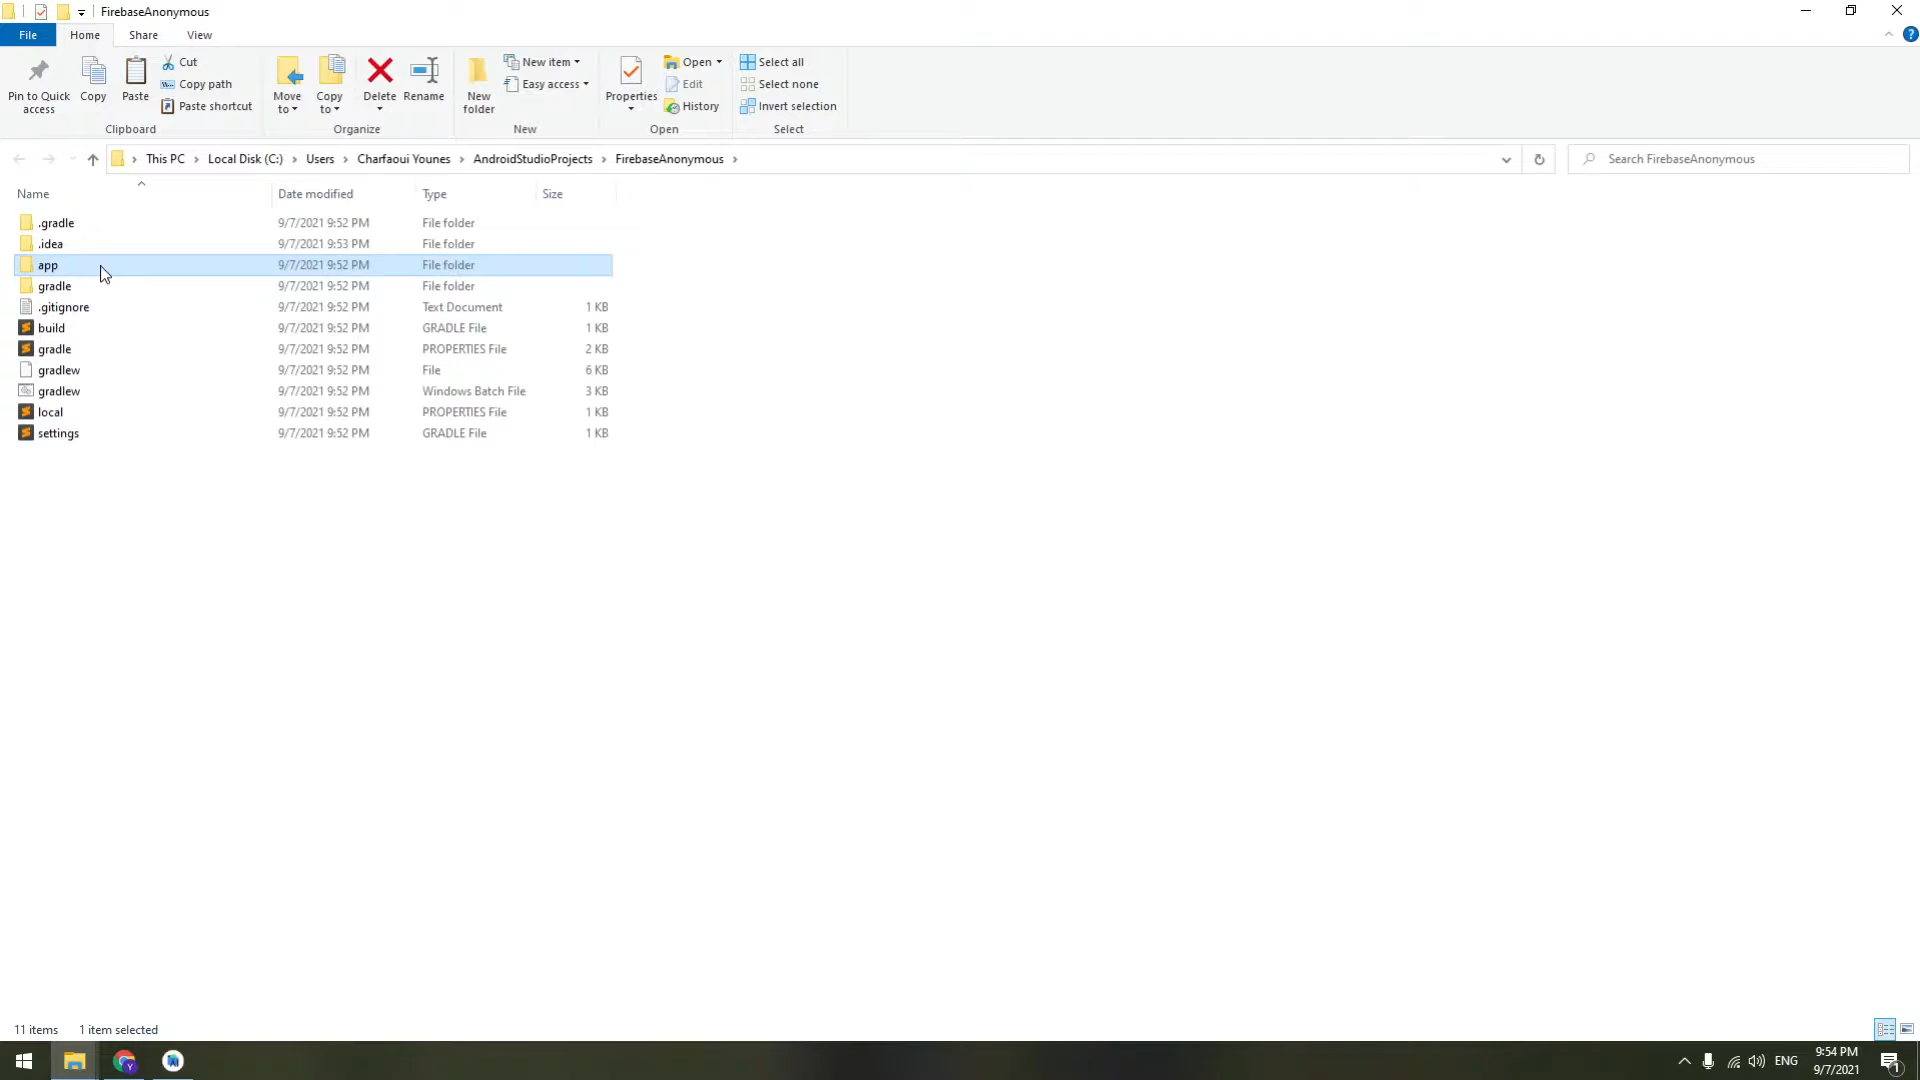 FirebaseAnonymous
File Home Share View
Pin to Quick access
Copy
Paste
Cut
Copy path
Paste shortcut
Clipboard
Move to
Copy to
Delete
Rename
Organize
New folder
New item
Easy access
New
Properties
Open
Edit
History
Open
Select all
Select none
Invert selection
Select
This PC Local Disk (C:) Users Charfaoui Younes AndroidStudioProjects FirebaseAnonymous
Search FirebaseAnonymous
Name Date modified Type Size
.gradle 9/7/2021 9:52 PM File folder
.idea 9/7/2021 9:53 PM File folder
app 9/7/2021 9:52 PM File folder
gradle 9/7/2021 9:52 PM File folder
.gitignore 9/7/2021 9:52 PM Text Document 1 KB
build 9/7/2021 9:52 PM GRADLE File 1 KB
gradle 9/7/2021 9:52 PM PROPERTIES File 2 KB
gradlew 9/7/2021 9:52 PM File 6 KB
gradlew 9/7/2021 9:52 PM Windows Batch File 3 KB
local 9/7/2021 9:52 PM PROPERTIES File 1 KB
settings 9/7/2021 9:52 PM GRADLE File 1 KB
11 items 1 item selected
ENG
9:54 PM
9/7/2021
1